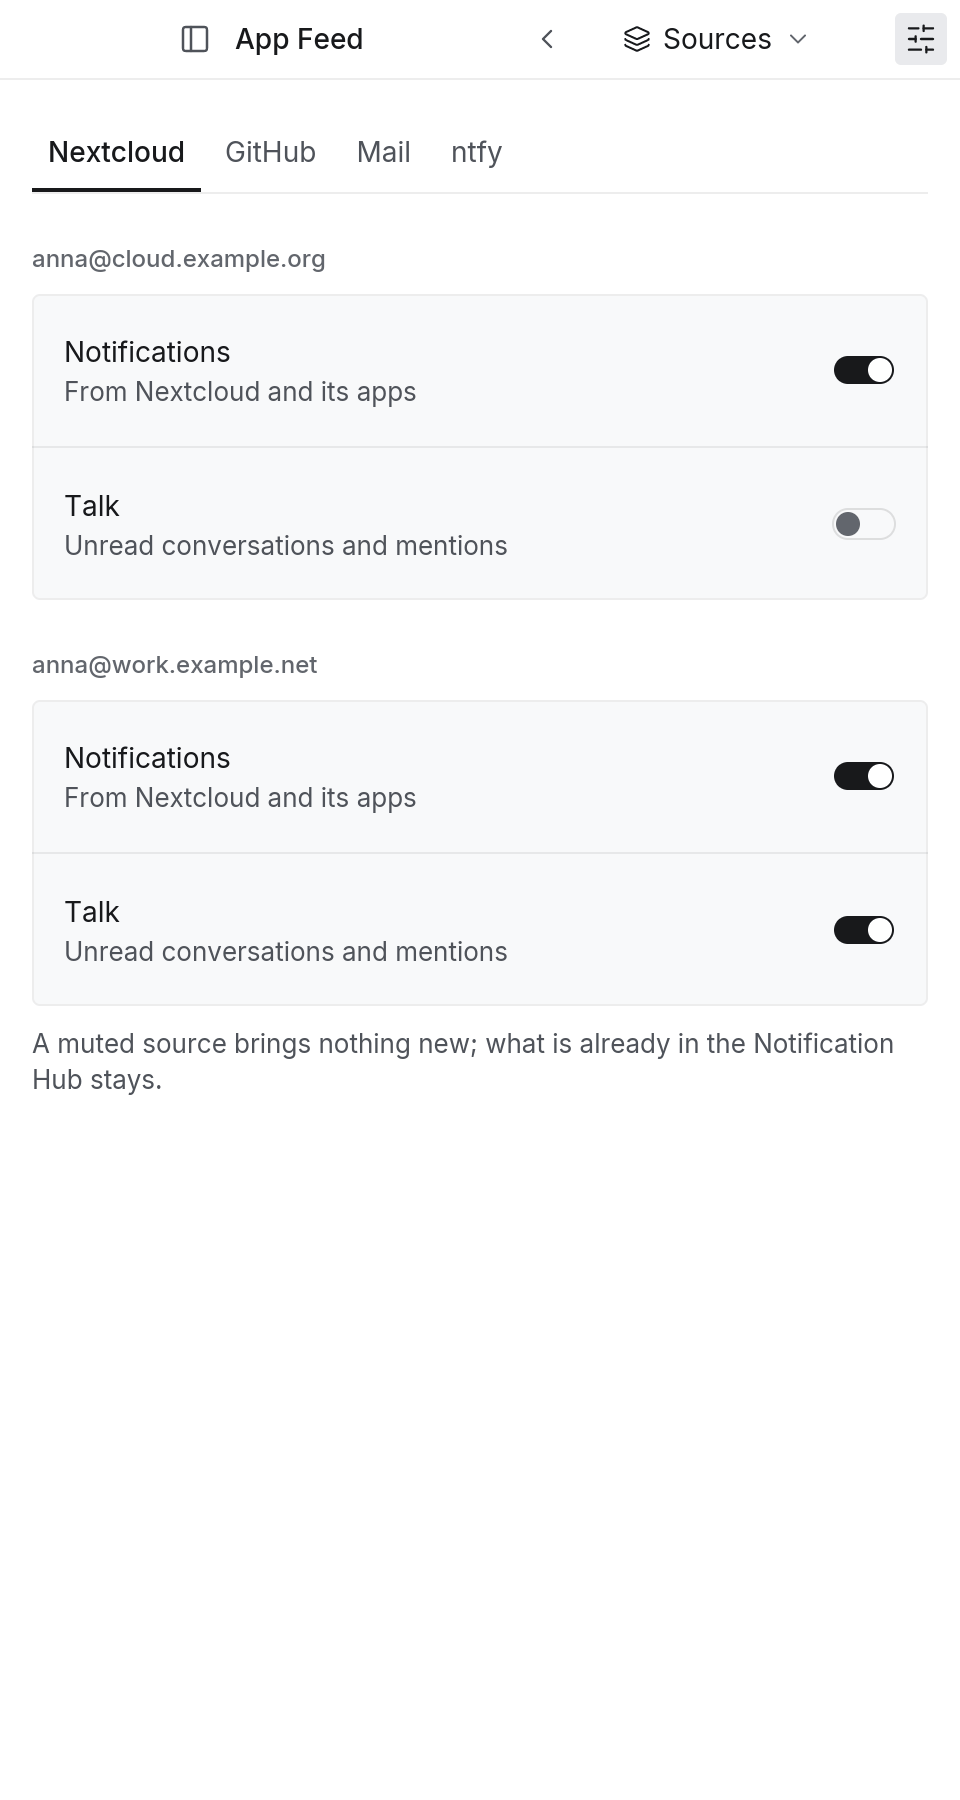 App Feed
Sources
Nextcloud GitHub Mail ntfy
anna@cloud.example.org
Notifications
From Nextcloud and its apps
Talk
Unread conversations and mentions
anna@work.example.net
Notifications
From Nextcloud and its apps
Talk
Unread conversations and mentions
A muted source brings nothing new; what is already in the Notification
Hub stays.